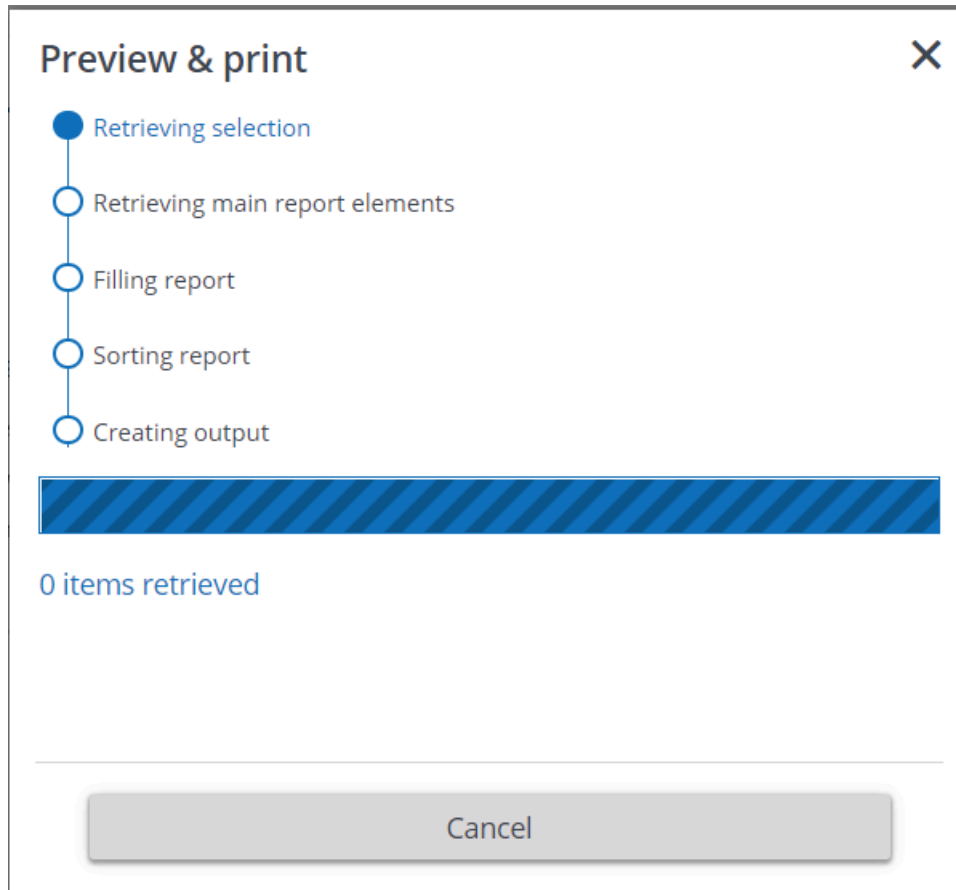 Preview & print
Retrieving selection
Retrieving main report elements
Filling report
Sorting report
Creating output
0 items retrieved
Cancel